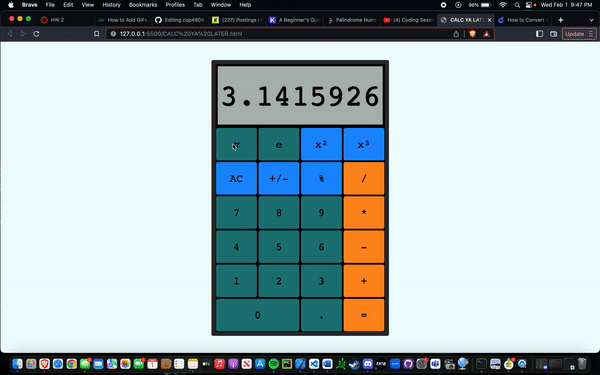 Brave File Edit View History Bookmarks Profiles Tab Window Help 96% Wed Feb 1 9:47 PM
HW 2 How to Add GIFs Editing cop4808 (227) Postings | A Beginner's Gui Palindrome Num (4) Coding Sessi CALC YA LAT How to Convert V
127.0.0.1:5500/CALC%20YA%20LATER.html Update
3.1415926
π e x² x³
AC +/- % /
7 8 9 *
4 5 6 -
1 2 3 +
0 . =